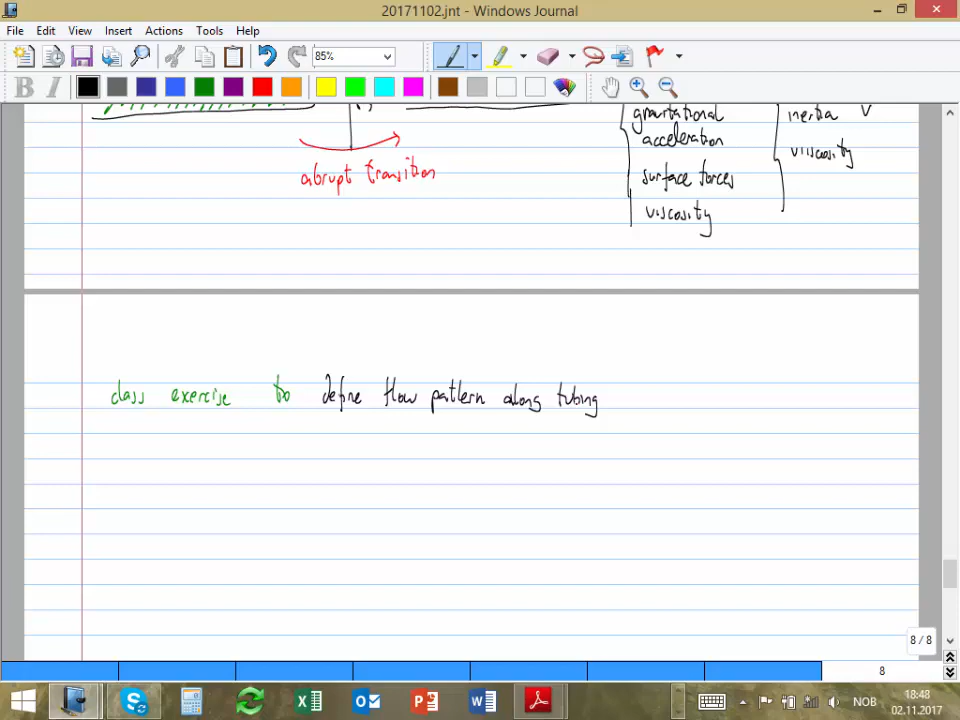 20171102.jnt - Windows Journal
File Edit View Insert Actions Tools Help
85%
B I
gravitational
acceleration
surface forces
viscosity
inertia V
viscosity
abrupt transition
class exercise to define flow pattern along tubing
8 / 8
8
NOB
18:48
02.11.2017